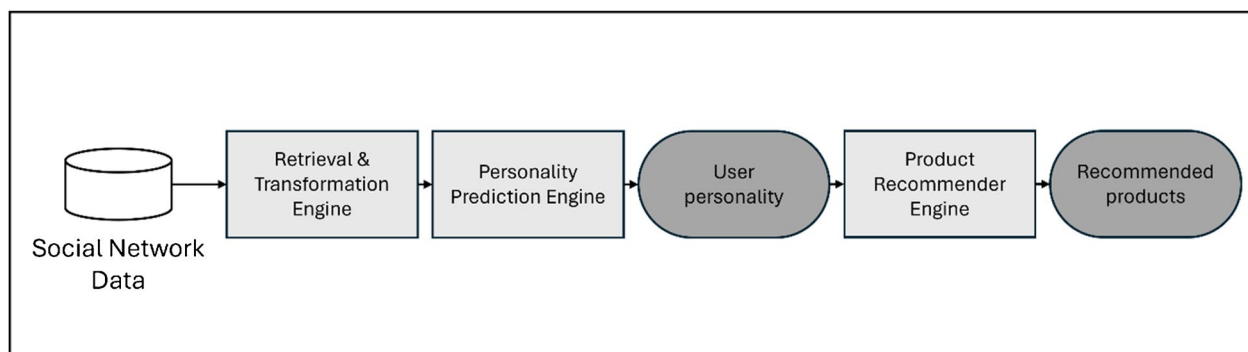 Social Network
Data
Retrieval &
Transformation
Engine
Personality
Prediction Engine
User
personality
Product
Recommender
Engine
Recommended
products